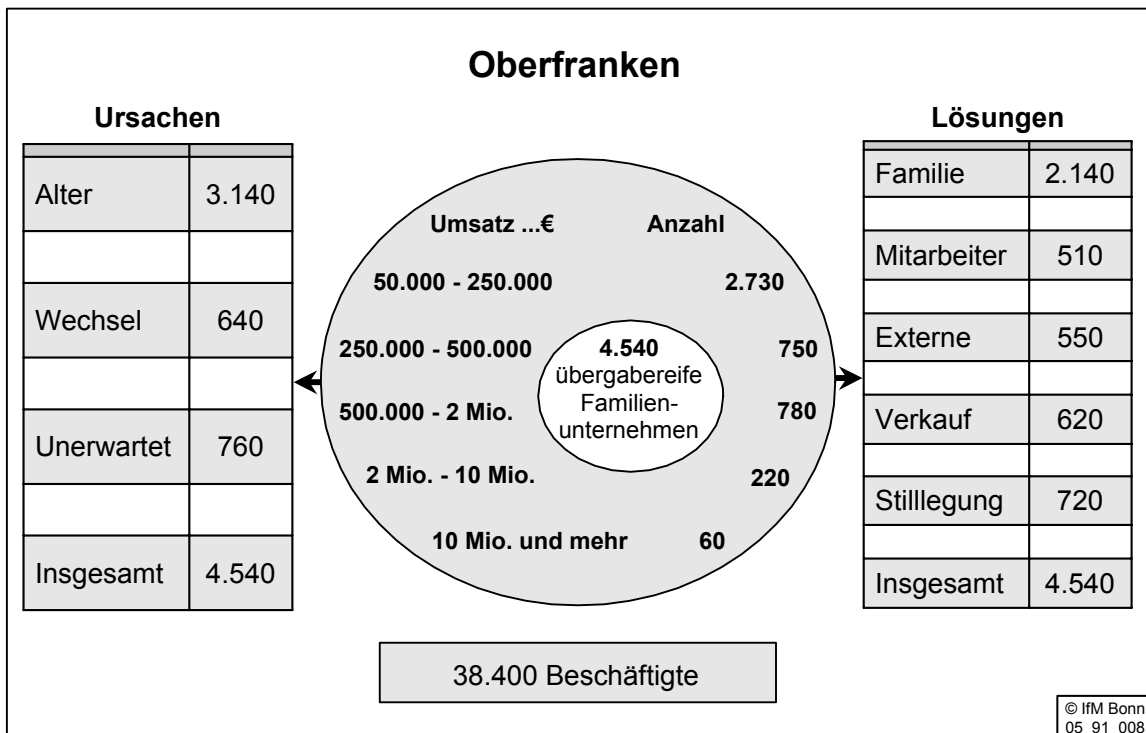 Oberfranken
Ursachen
Alter 3.140
Wechsel 640
Unerwartet 760
Insgesamt 4.540
Umsatz ...€ Anzahl
50.000 - 250.000 2.730
250.000 - 500.000 750
500.000 - 2 Mio. 780
2 Mio. - 10 Mio. 220
10 Mio. und mehr 60
4.540
übergabereife
Familien-
unternehmen
Lösungen
Familie 2.140
Mitarbeiter 510
Externe 550
Verkauf 620
Stilllegung 720
Insgesamt 4.540
38.400 Beschäftigte
© IfM Bonn
05 91 008